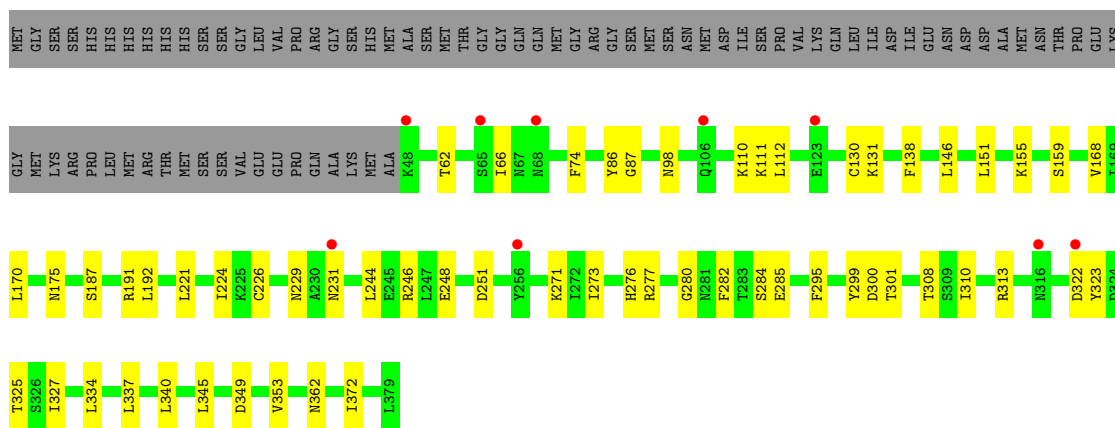 MET GLY SER SER HIS HIS HIS HIS HIS HIS SER SER GLY LEU VAL PRO ARG GLY SER HIS MET ALA SER MET THR GLY GLY GLN GLN MET GLY ARG GLY SER MET SER ASN MET ASP ILE SER PRO VAL LYS GLN LEU ILE ASP ILE GLU ASN ASP ASP ALA MET ASN THR PRO GLU LYS
GLY MET LYS ARG PRO LEU MET ARG THR MET SER SER VAL GLU GLU PRO GLN ALA LYS MET ALA K48 T62 S65 I66 N67 N68 F74 Y86 G87 N98 Q106 K110 K111 L112 E123 C130 K131 F138 L146 L151 K155 S159 V168 I169
L170 N175 S187 R191 L192 L221 I224 K225 C226 N229 A230 N231 L244 E245 R246 L247 E248 D251 Y256 K271 I272 I273 H276 R277 G280 N281 F282 T283 S284 E285 F295 Y299 D300 T301 T308 S309 I310 R313 N316 D322 Y323 D324
T325 S326 I327 L334 L337 L340 L345 D349 V353 N362 I372 L379